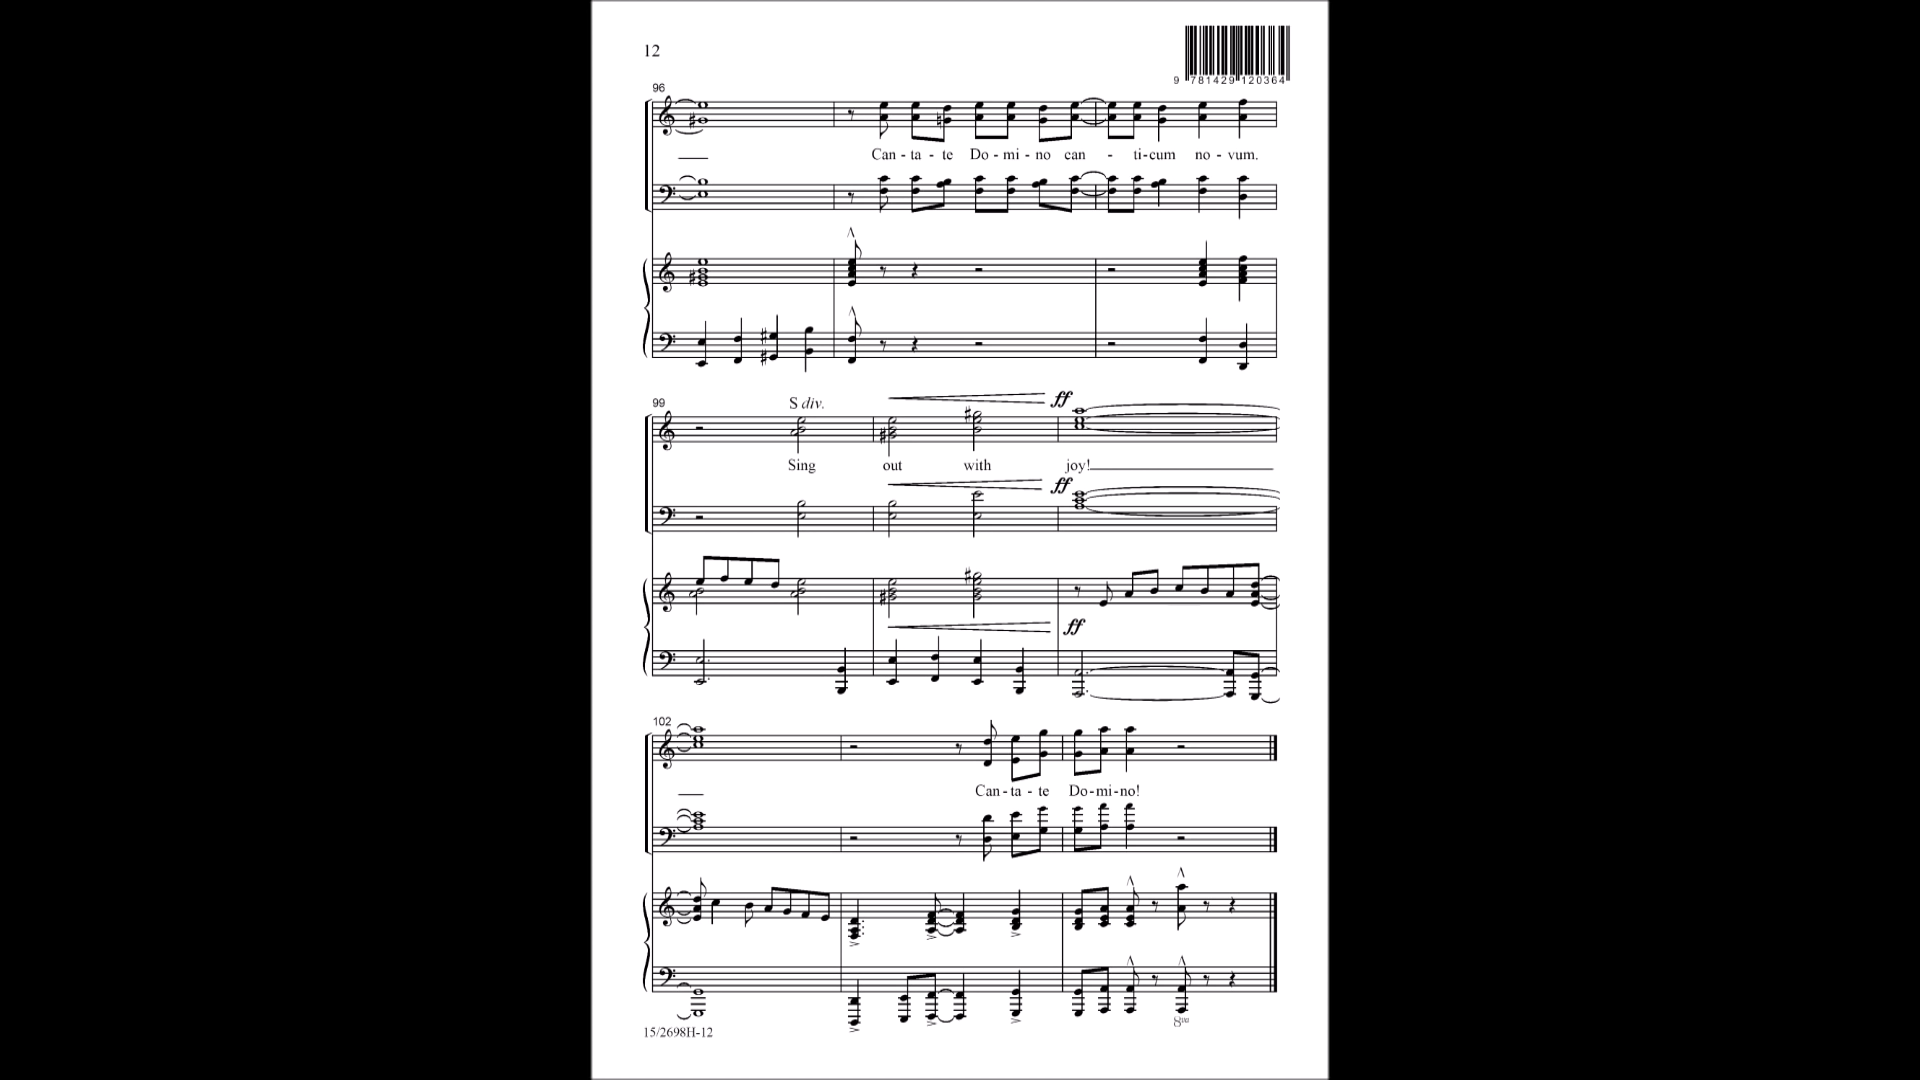 12
9 781429 120364
96
Can - ta - te Do - mi - no can - ti - cum no - vum.
99
S div.
ff
Sing out with joy!
ff
ff
102
Can - ta - te Do - mi - no!
8va
15/2698H-12